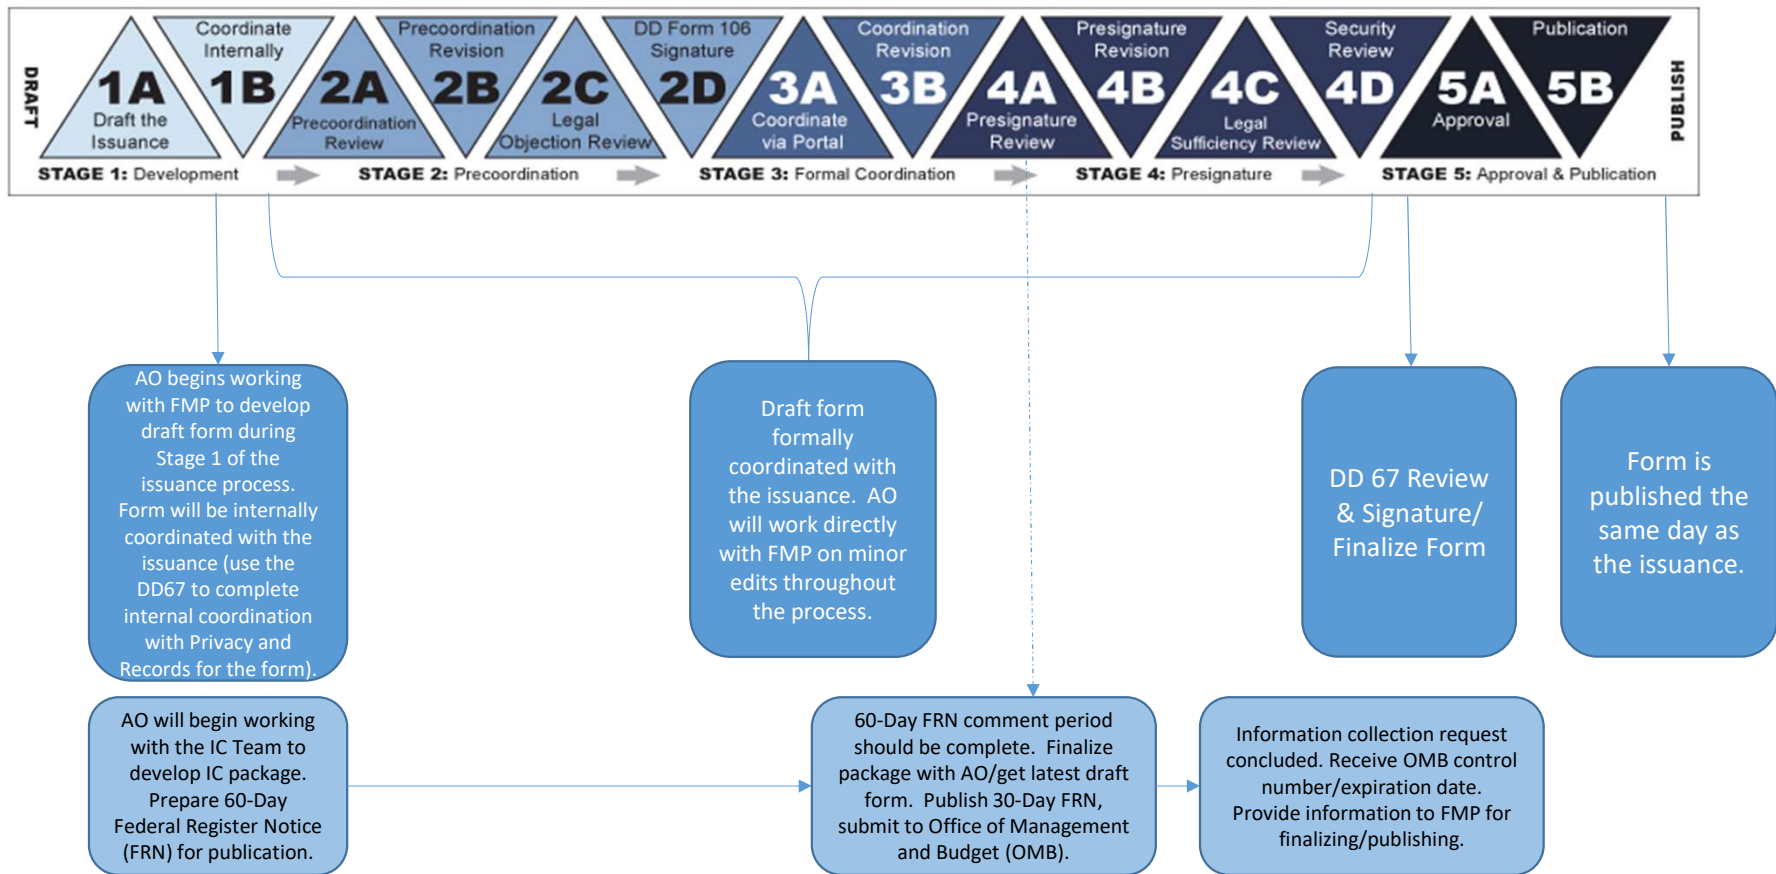 DRAFT
1A
Draft the
Issuance
Coordinate
Internally
1B
2A
Precoordination
Review
Precoordination
Revision
2B
2C
Legal
Objection Review
DD Form 106
Signature
2D
3A
Coordinate
via Portal
Coordination
Revision
3B
4A
Presignature
Review
Presignature
Revision
4B
4C
Legal
Sufficiency Review
Security
Review
4D
5A
Approval
Publication
5B
PUBLISH
STAGE 1: Development
STAGE 2: Precoordination
STAGE 3: Formal Coordination
STAGE 4: Presignature
STAGE 5: Approval & Publication
AO begins working
with FMP to develop
draft form during
Stage 1 of the
issuance process.
Form will be internally
coordinated with the
issuance (use the
DD67 to complete
internal coordination
with Privacy and
Records for the form).
Draft form
formally
coordinated with
the issuance. AO
will work directly
with FMP on minor
edits throughout
the process.
DD 67 Review
& Signature/
Finalize Form
Form is
published the
same day as
the issuance.
AO will begin working
with the IC Team to
develop IC package.
Prepare 60-Day
Federal Register Notice
(FRN) for publication.
60-Day FRN comment period
should be complete. Finalize
package with AO/get latest draft
form. Publish 30-Day FRN,
submit to Office of Management
and Budget (OMB).
Information collection request
concluded. Receive OMB control
number/expiration date.
Provide information to FMP for
finalizing/publishing.